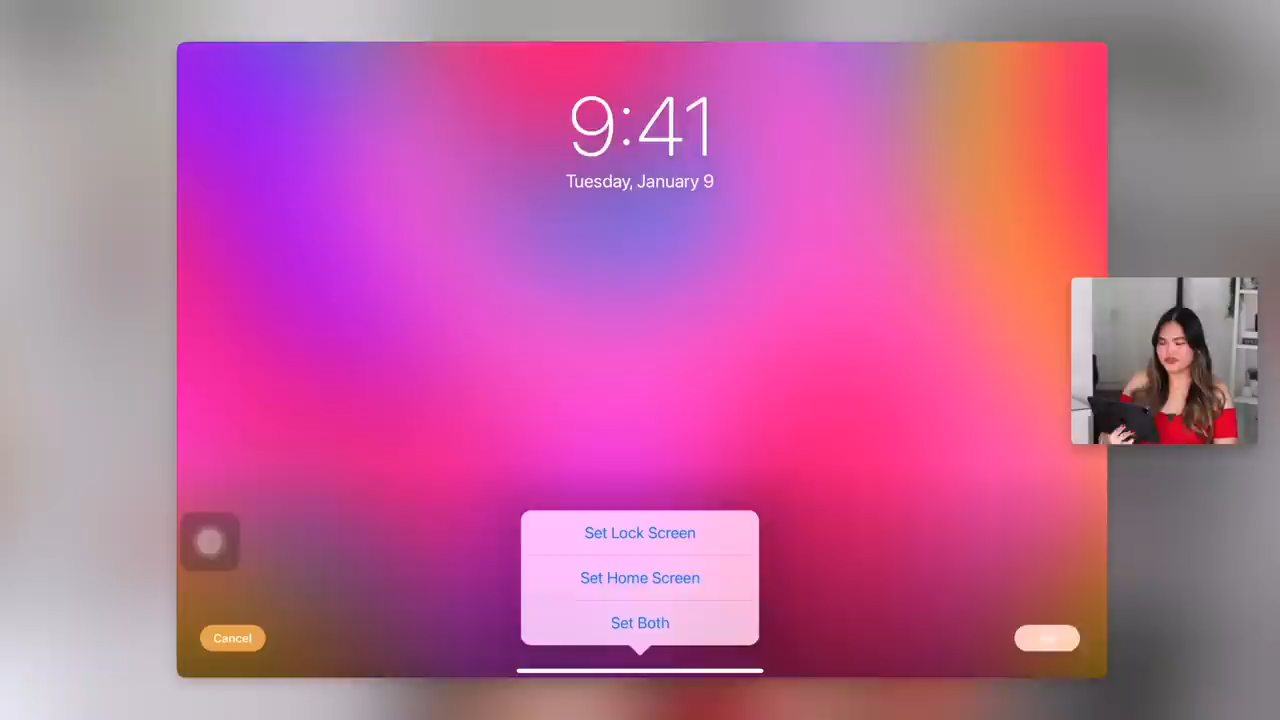 9:41
Tuesday, January 9
Set Lock Screen
Set Home Screen
Set Both
Cancel